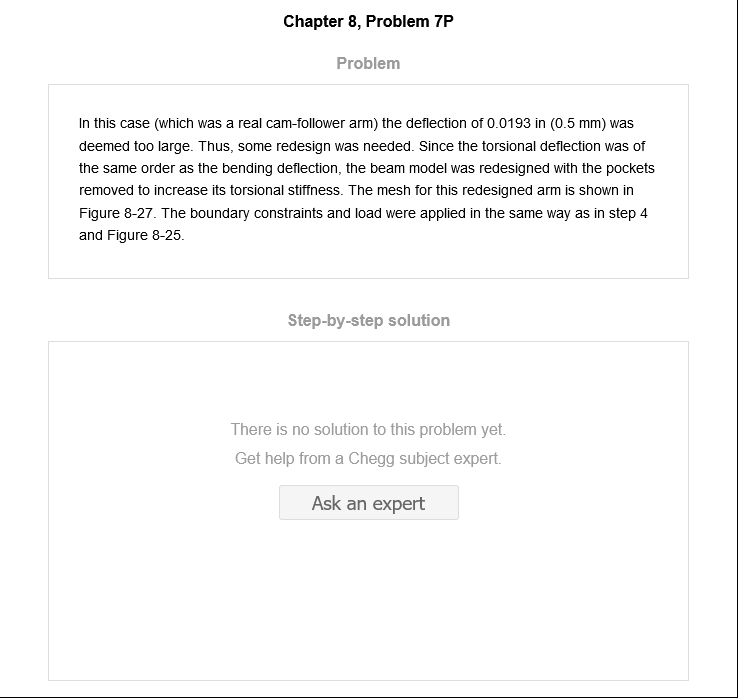 Chapter 8, Problem 7P
Problem
In this case (which was a real cam-follower arm) the deflection of 0.0193 in (0.5 mm) was
deemed too large. Thus, some redesign was needed. Since the torsional deflection was of
the same order as the bending deflection, the beam model was redesigned with the pockets
removed to increase its torsional stiffness. The mesh for this redesigned arm is shown in
Figure 8-27. The boundary constraints and load were applied in the same way as in step 4
and Figure 8-25.
Step-by-step solution
There is no solution to this problem yet.
Get help from a Chegg subject expert.
Ask an expert